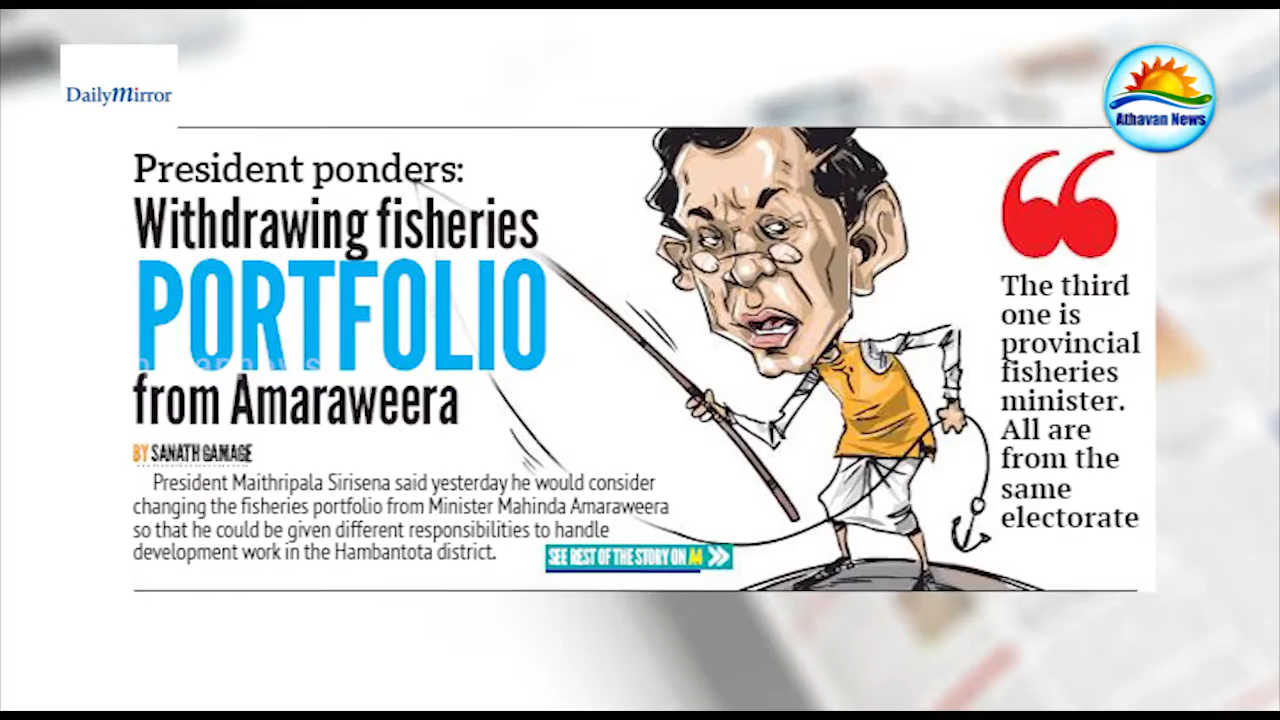 DailyMirror
Athavan News
President ponders:
Withdrawing fisheries
PORTFOLIO
from Amaraweera
BY SANATH GAMAGE
President Maithripala Sirisena said yesterday he would consider
changing the fisheries portfolio from Minister Mahinda Amaraweera
so that he could be given different responsibilities to handle
development work in the Hambantota district.
SEE REST OF THE STORY ON A4
The third
one is
provincial
fisheries
minister.
All are
from the
same
electorate